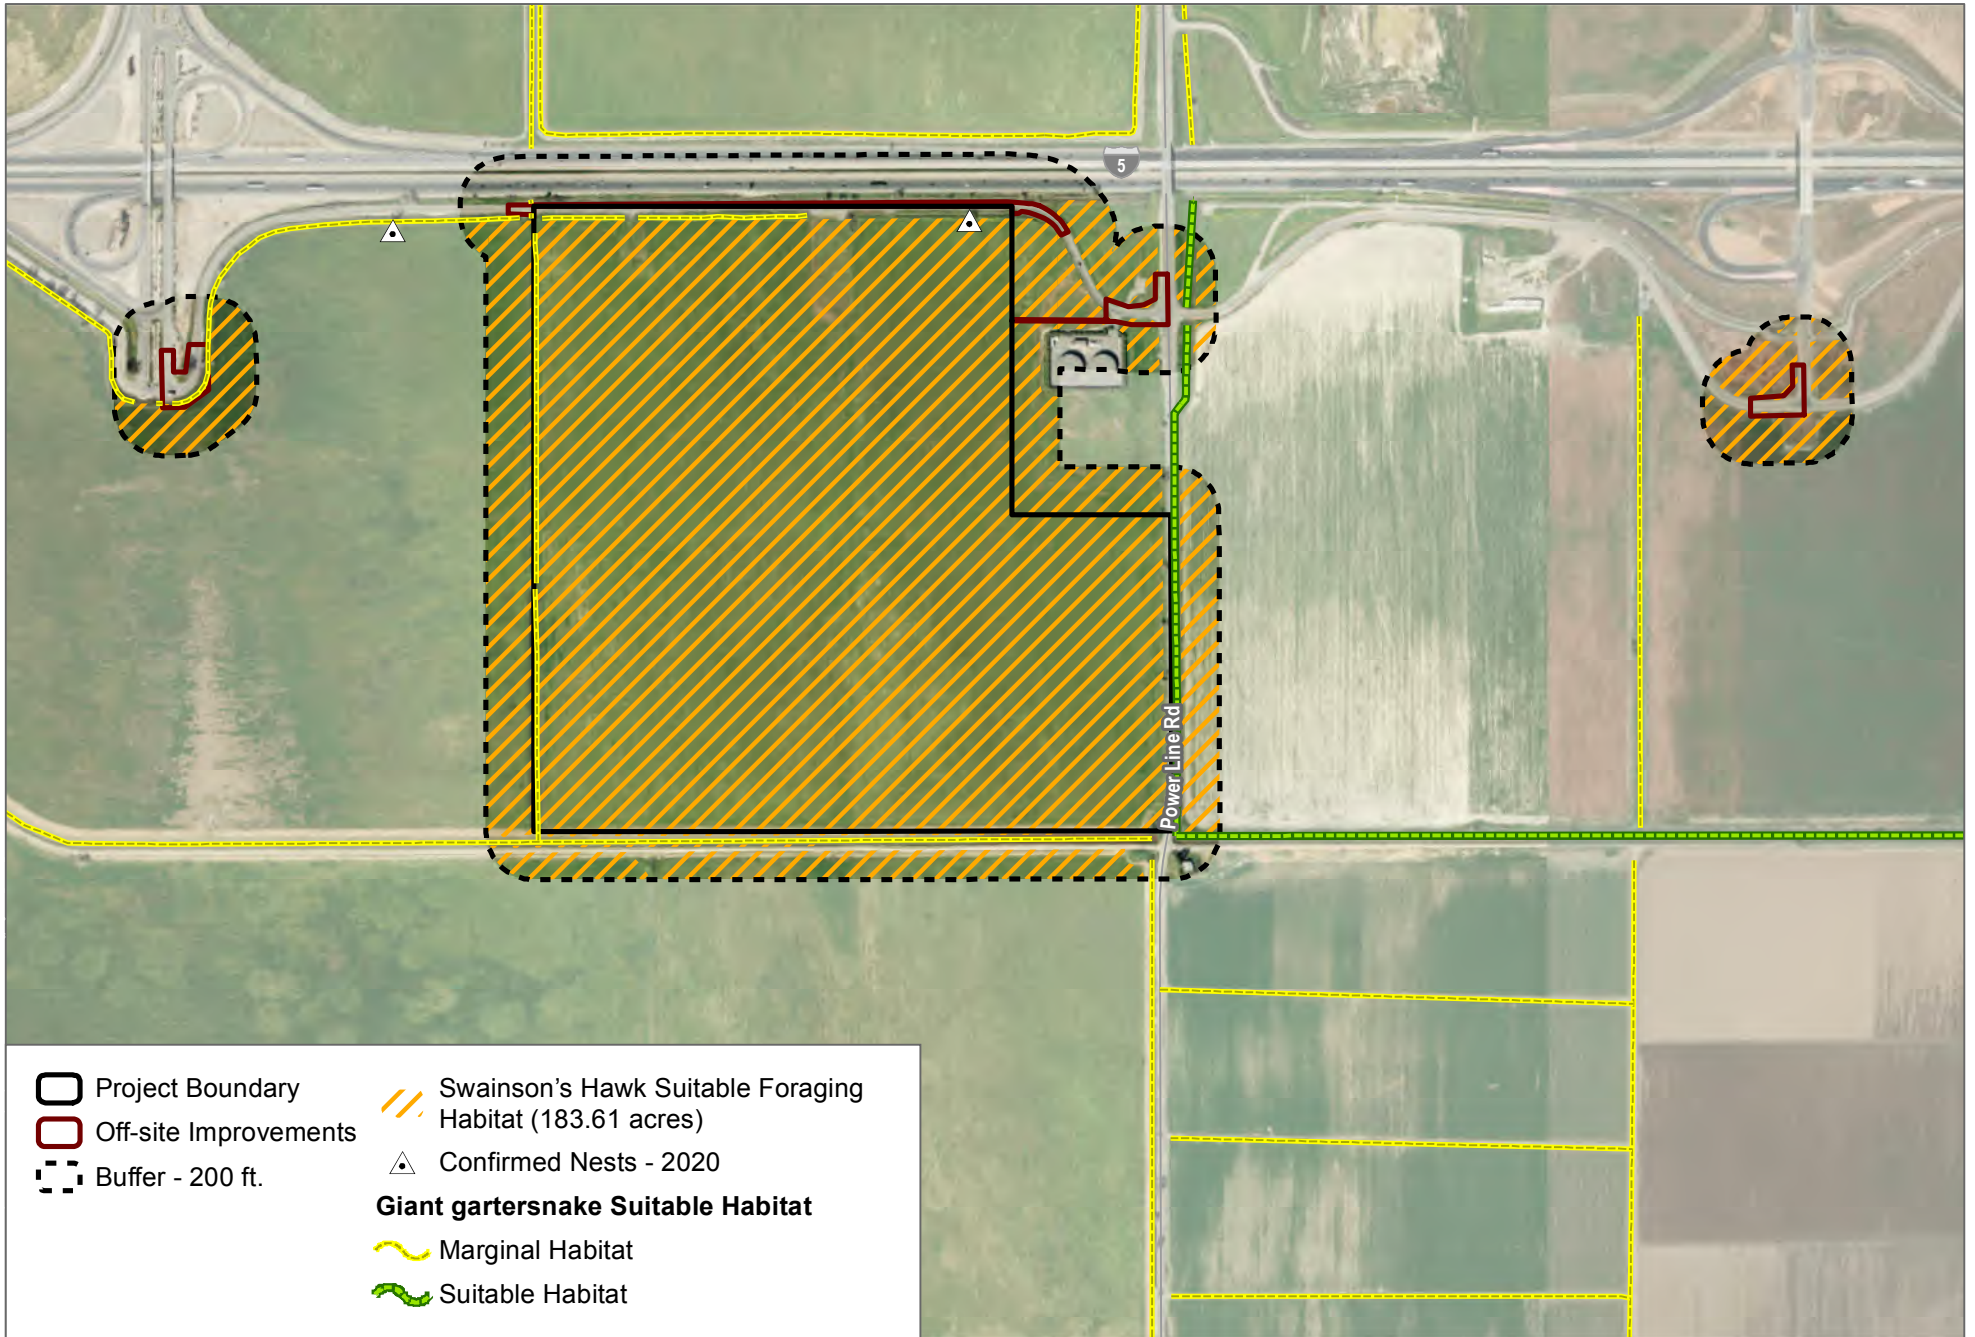 5
Power Line Rd
Project Boundary
Off-site Improvements
Buffer - 200 ft.
Swainson's Hawk Suitable Foraging
Habitat (183.61 acres)
Confirmed Nests - 2020
Giant gartersnake Suitable Habitat
Marginal Habitat
Suitable Habitat